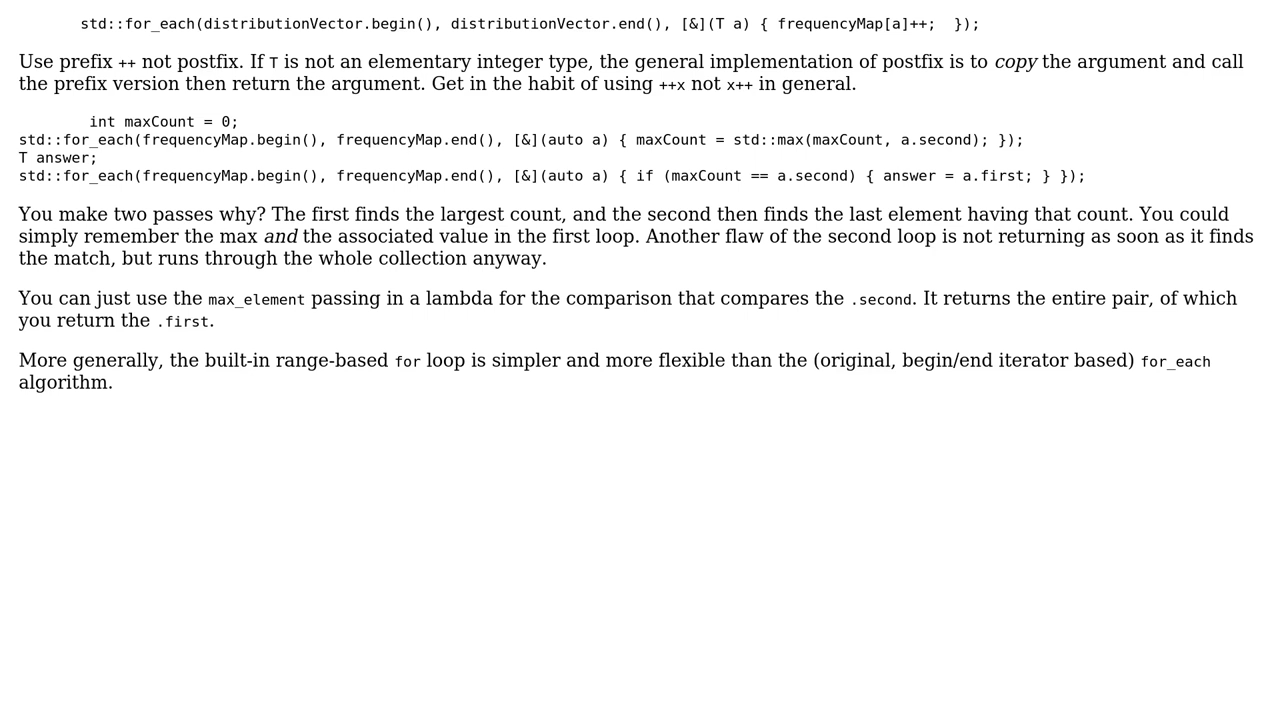 std::for_each(distributionVector.begin(), distributionVector.end(), [&](T a) { frequencyMap[a]++;  });
Use prefix ++ not postfix. If T is not an elementary integer type, the general implementation of postfix is to copy the argument and call
the prefix version then return the argument. Get in the habit of using ++x not x++ in general.
int maxCount = 0;
std::for_each(frequencyMap.begin(), frequencyMap.end(), [&](auto a) { maxCount = std::max(maxCount, a.second); });
T answer;
std::for_each(frequencyMap.begin(), frequencyMap.end(), [&](auto a) { if (maxCount == a.second) { answer = a.first; } });
You make two passes why? The first finds the largest count, and the second then finds the last element having that count. You could
simply remember the max and the associated value in the first loop. Another flaw of the second loop is not returning as soon as it finds
the match, but runs through the whole collection anyway.
You can just use the max_element passing in a lambda for the comparison that compares the .second. It returns the entire pair, of which
you return the .first.
More generally, the built-in range-based for loop is simpler and more flexible than the (original, begin/end iterator based) for_each
algorithm.